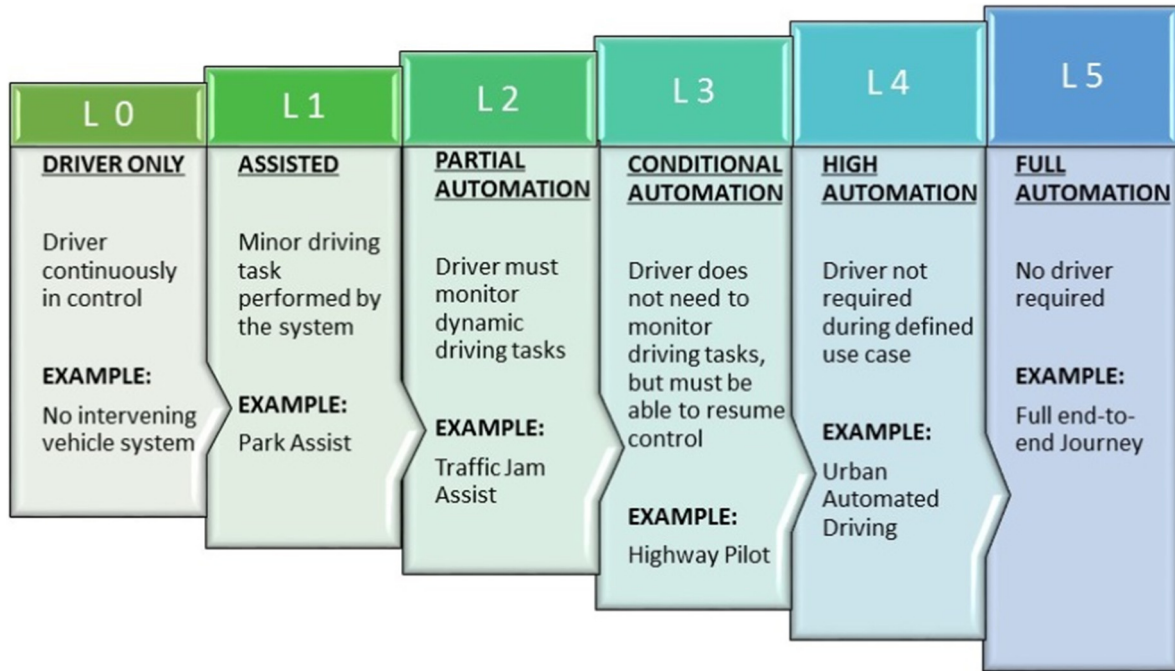 L 0
DRIVER ONLY
Driver
continuously
in control
EXAMPLE:
No intervening
vehicle system
L 1
ASSISTED
Minor driving
task
performed by
the system
EXAMPLE:
Park Assist
L 2
PARTIAL
AUTOMATION
Driver must
monitor
dynamic
driving tasks
EXAMPLE:
Traffic Jam
Assist
L 3
CONDITIONAL
AUTOMATION
Driver does
not need to
monitor
driving tasks,
but must be
able to resume
control
EXAMPLE:
Highway Pilot
L 4
HIGH
AUTOMATION
Driver not
required
during defined
use case
EXAMPLE:
Urban
Automated
Driving
L 5
FULL
AUTOMATION
No driver
required
EXAMPLE:
Full end-to-
end Journey